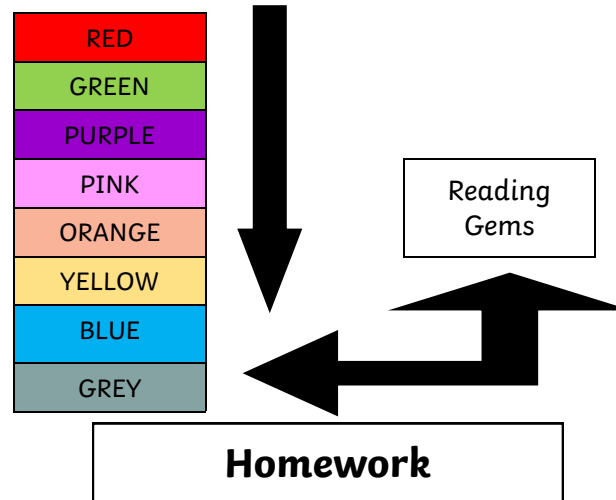 RED
GREEN
PURPLE
PINK
ORANGE
YELLOW
BLUE
GREY
Reading
Gems
Homework